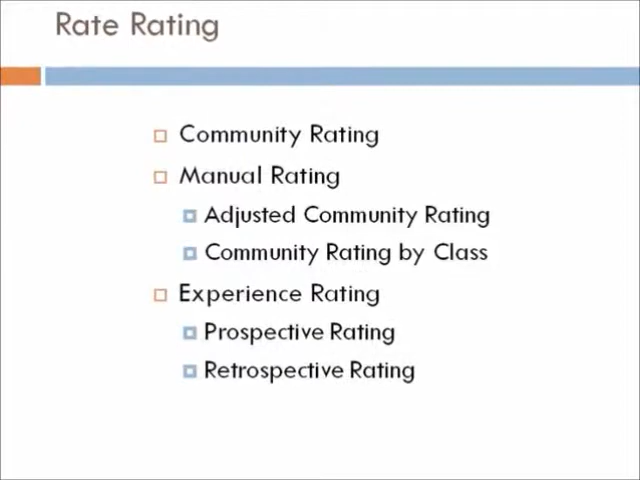 Rate Rating
Community Rating
Manual Rating
Adjusted Community Rating
Community Rating by Class
Experience Rating
Prospective Rating
Retrospective Rating